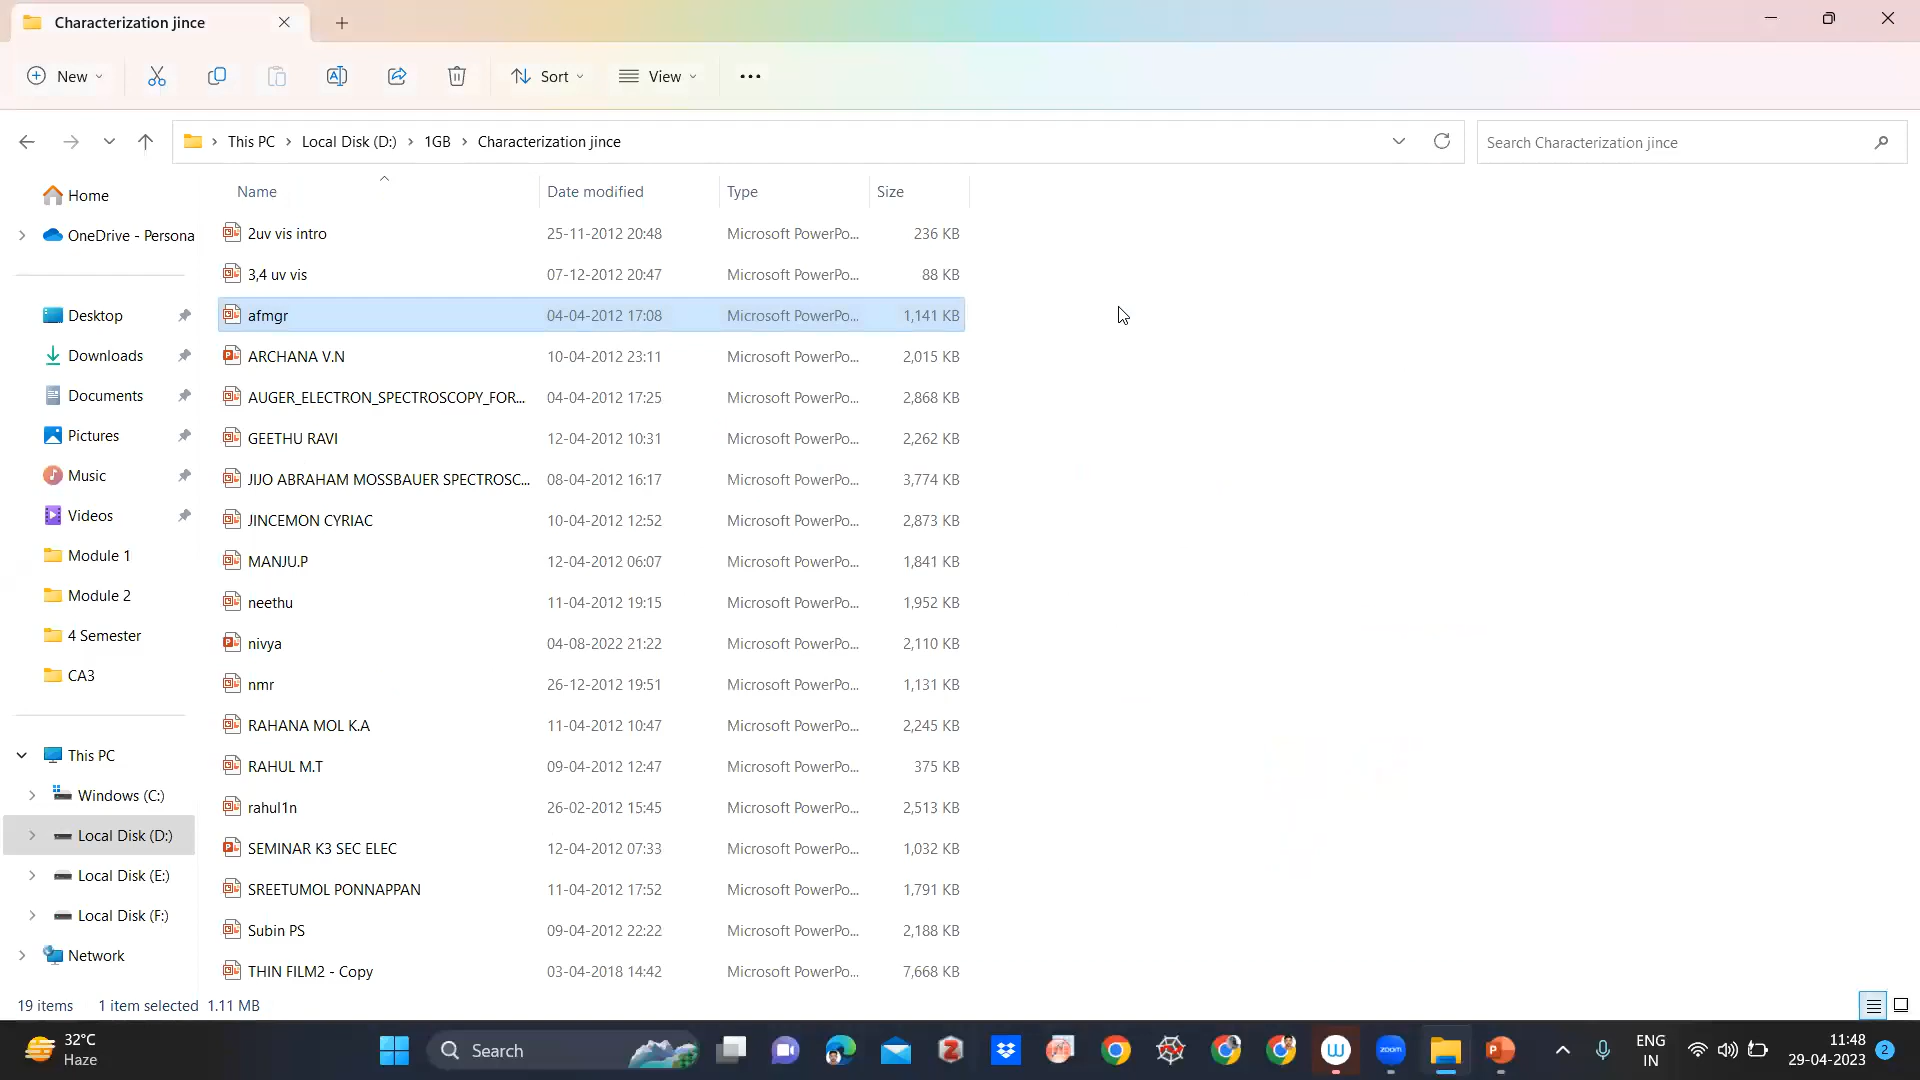 Characterization jince
New
Sort
View
This PC
Local Disk (D:)
1GB
Characterization jince
Search Characterization jince
Home
OneDrive - Persona
Desktop
Downloads
Documents
Pictures
Music
Videos
Module 1
Module 2
4 Semester
CA3
This PC
Windows (C:)
Local Disk (D:)
Local Disk (E:)
Local Disk (F:)
Network
Name Date modified Type Size
2uv vis intro 25-11-2012 20:48 Microsoft PowerPo... 236 KB
3,4 uv vis 07-12-2012 20:47 Microsoft PowerPo... 88 KB
afmgr 04-04-2012 17:08 Microsoft PowerPo... 1,141 KB
ARCHANA V.N 10-04-2012 23:11 Microsoft PowerPo... 2,015 KB
AUGER_ELECTRON_SPECTROSCOPY_FOR... 04-04-2012 17:25 Microsoft PowerPo... 2,868 KB
GEETHU RAVI 12-04-2012 10:31 Microsoft PowerPo... 2,262 KB
JIJO ABRAHAM MOSSBAUER SPECTROSC... 08-04-2012 16:17 Microsoft PowerPo... 3,774 KB
JINCEMON CYRIAC 10-04-2012 12:52 Microsoft PowerPo... 2,873 KB
MANJU.P 12-04-2012 06:07 Microsoft PowerPo... 1,841 KB
neethu 11-04-2012 19:15 Microsoft PowerPo... 1,952 KB
nivya 04-08-2022 21:22 Microsoft PowerPo... 2,110 KB
nmr 26-12-2012 19:51 Microsoft PowerPo... 1,131 KB
RAHANA MOL K.A 11-04-2012 10:47 Microsoft PowerPo... 2,245 KB
RAHUL M.T 09-04-2012 12:47 Microsoft PowerPo... 375 KB
rahul1n 26-02-2012 15:45 Microsoft PowerPo... 2,513 KB
SEMINAR K3 SEC ELEC 12-04-2012 07:33 Microsoft PowerPo... 1,032 KB
SREETUMOL PONNAPPAN 11-04-2012 17:52 Microsoft PowerPo... 1,791 KB
Subin PS 09-04-2012 22:22 Microsoft PowerPo... 2,188 KB
THIN FILM2 - Copy 03-04-2018 14:42 Microsoft PowerPo... 7,668 KB
19 items 1 item selected 1.11 MB
32°C
Haze
Search
zoom
ENG
IN
11:48
29-04-2023
2